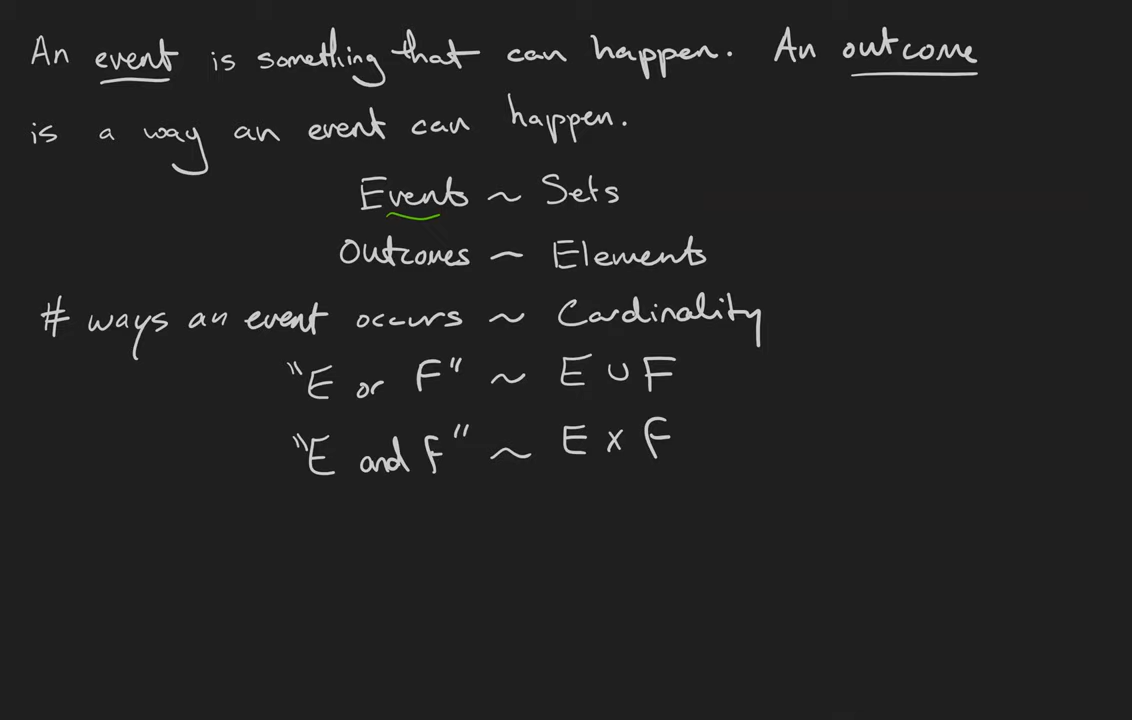 An event is something that can happen. An outcome
is a way an event can happen.
Events ~ Sets
Outcomes ~ Elements
# ways an event occurs ~ Cardinality
"E or F" ~ E ∪ F
"E and F" ~ E × F